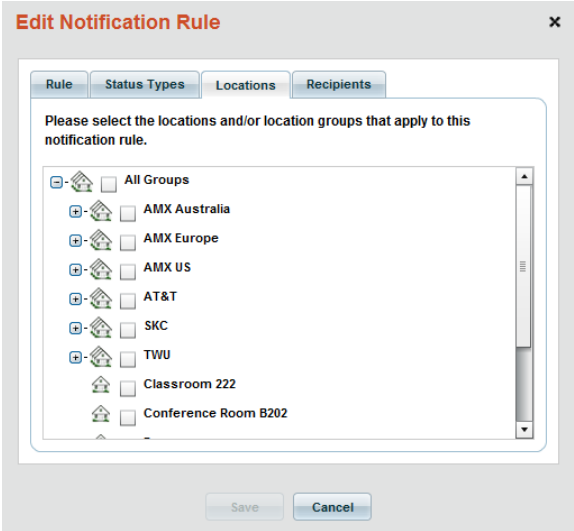 Edit Notification Rule
Rule Status Types Locations Recipients
Please select the locations and/or location groups that apply to this
notification rule.
All Groups
AMX Australia
AMX Europe
AMX US
AT&T
SKC
TWU
Classroom 222
Conference Room B202
Save Cancel